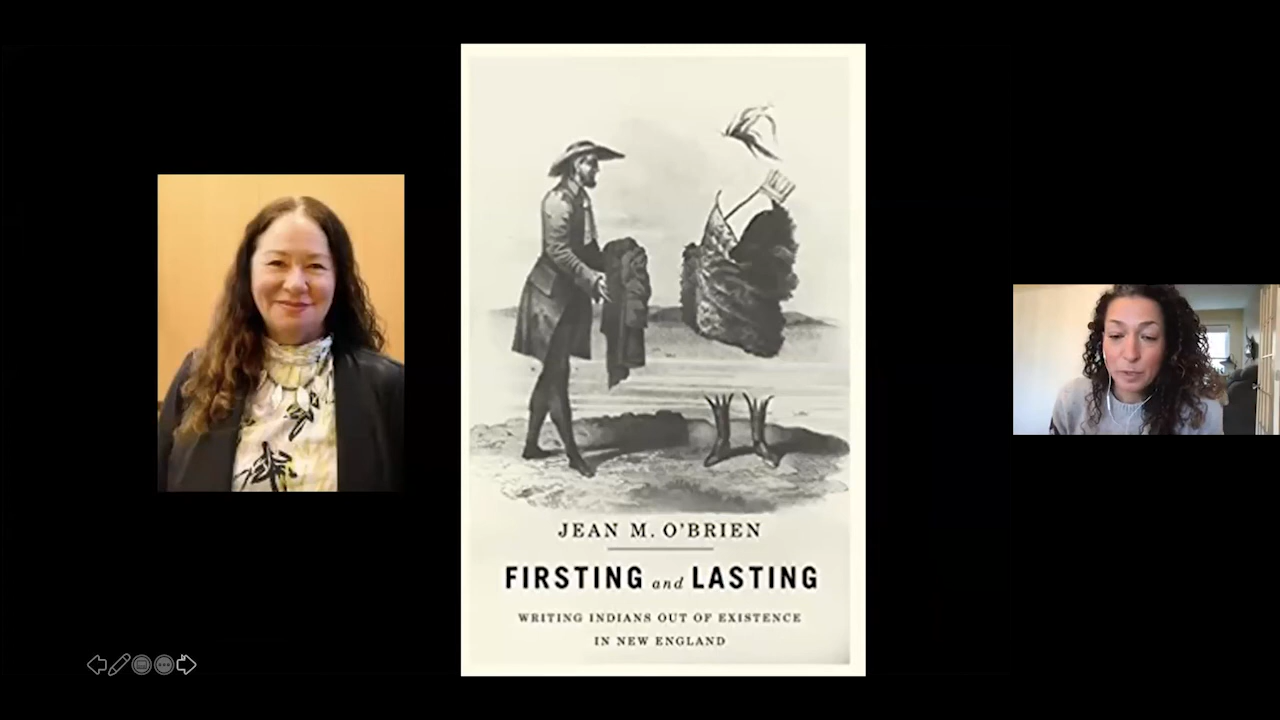 JEAN M. O'BRIEN
FIRSTING and LASTING
WRITING INDIANS OUT OF EXISTENCE
IN NEW ENGLAND